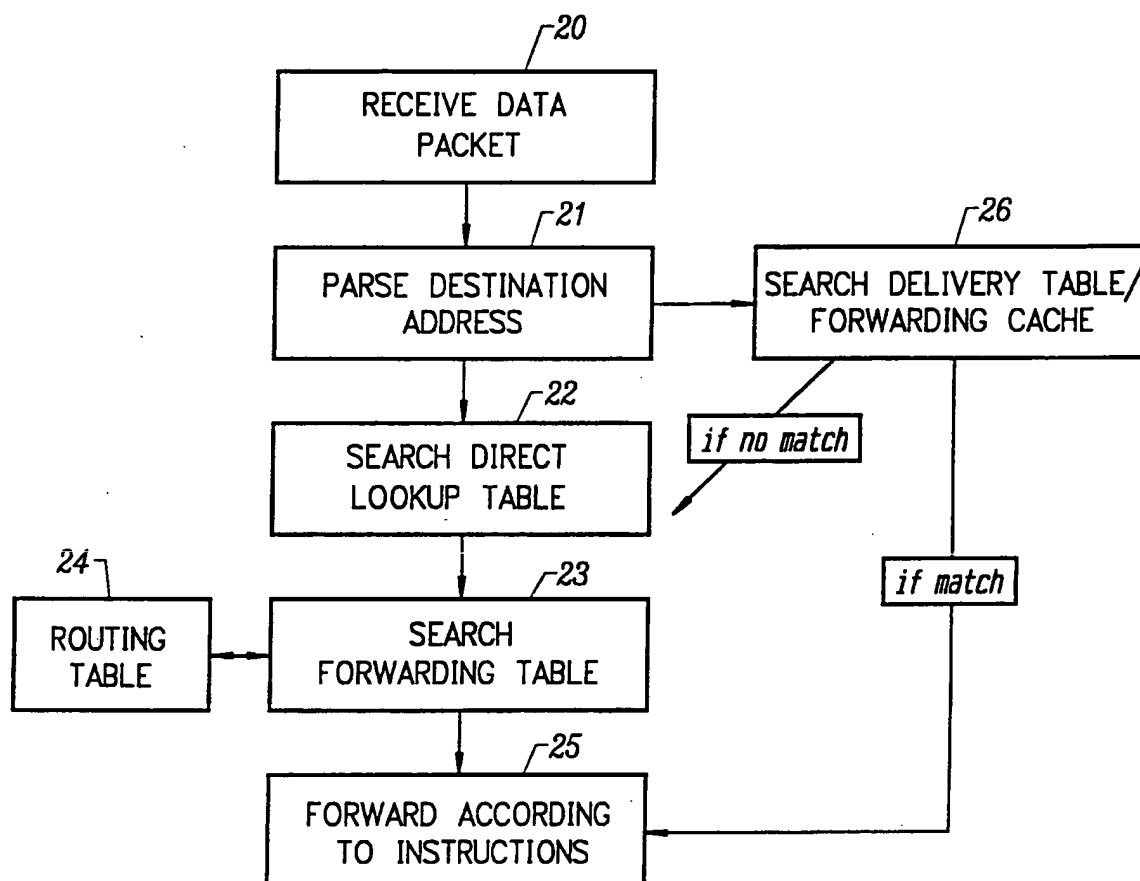 20
RECEIVE DATA
PACKET
21
PARSE DESTINATION
ADDRESS
26
SEARCH DELIVERY TABLE/
FORWARDING CACHE
22
SEARCH DIRECT
LOOKUP TABLE
if no match
if match
24
ROUTING
TABLE
23
SEARCH
FORWARDING TABLE
25
FORWARD ACCORDING
TO INSTRUCTIONS